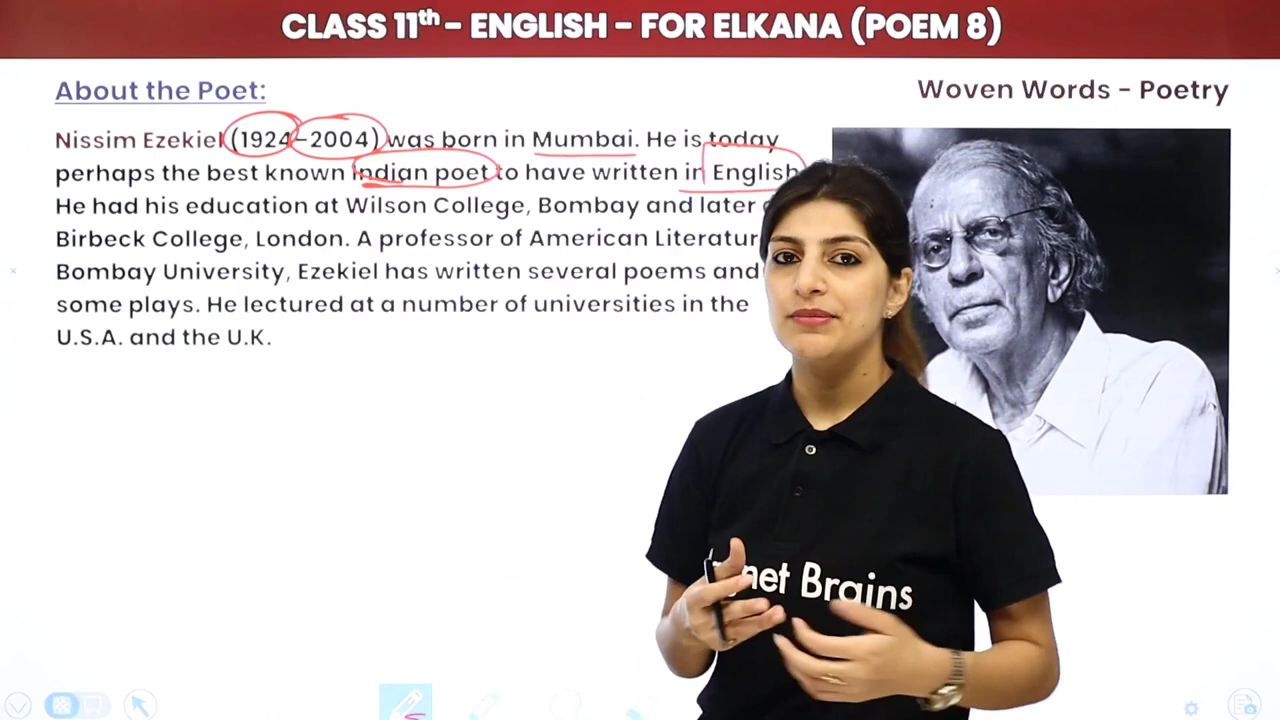 CLASS 11th – ENGLISH – FOR ELKANA (POEM 8)
About the Poet:
Woven Words – Poetry
Nissim Ezekiel (1924–2004) was born in Mumbai. He is today
perhaps the best known Indian poet to have written in English
He had his education at Wilson College, Bombay and later
Birbeck College, London. A professor of American Literatur
Bombay University, Ezekiel has written several poems and
some plays. He lectured at a number of universities in the
U.S.A. and the U.K.
net Brains